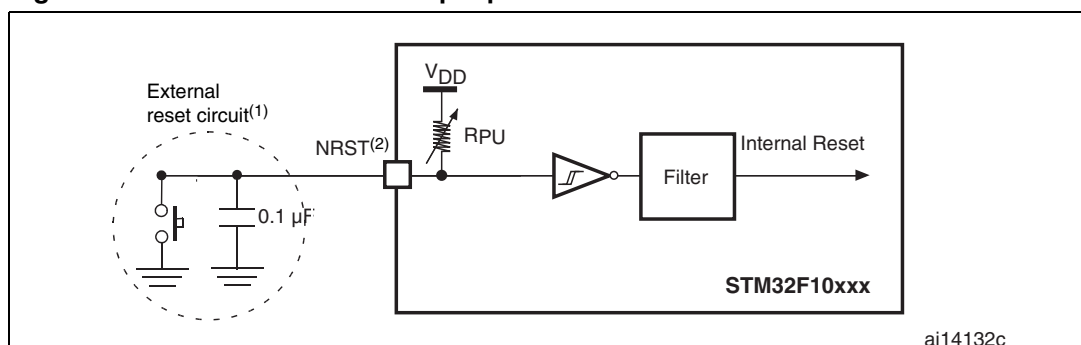 External
reset circuit(1)
NRST(2)
VDD
RPU
0.1 µF
Filter
Internal Reset
STM32F10xxx
ai14132c